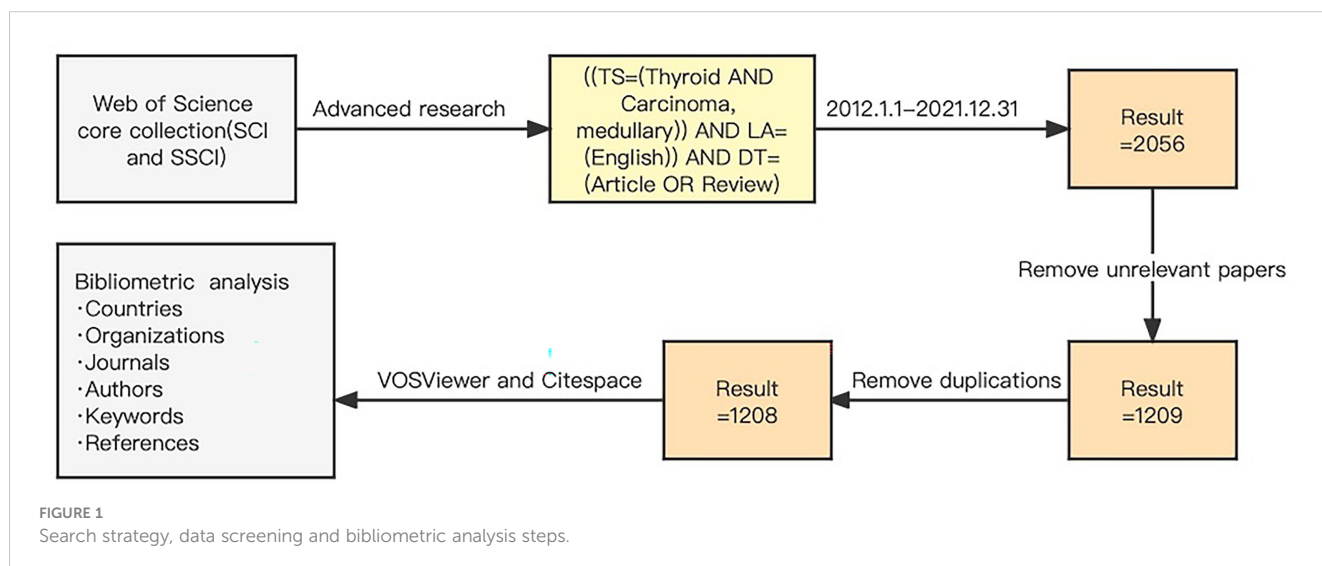 Web of Science
core collection(SCI
and SSCI)
Advanced research
((TS=(Thyroid AND
Carcinoma,
medullary)) AND LA=
(English)) AND DT=
(Article OR Review)
2012.1.1–2021.12.31
Result
=2056
Remove unrelevant papers
Result
=1209
Remove duplications
Result
=1208
VOSViewer and Citespace
Bibliometric analysis
·Countries
·Organizations
·Journals
·Authors
·Keywords
·References
FIGURE 1
Search strategy, data screening and bibliometric analysis steps.